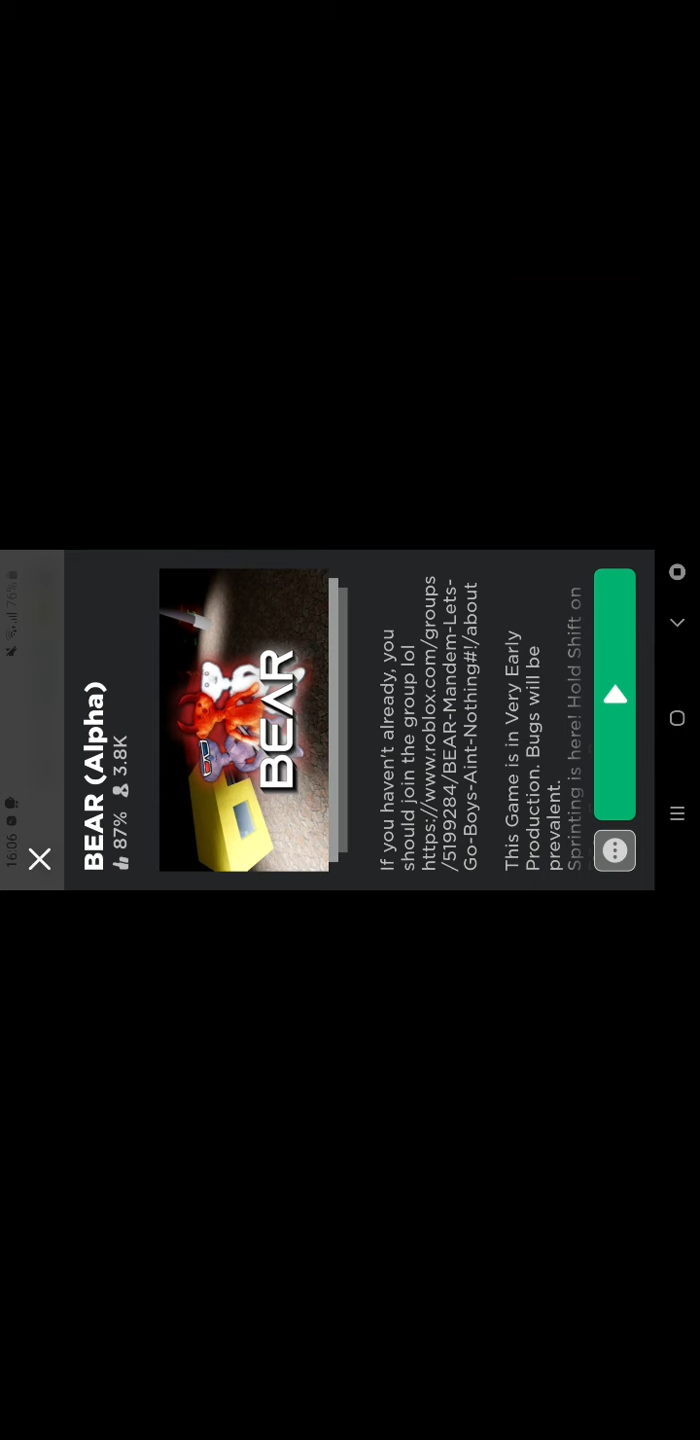 16:06
76%
BEAR (Alpha)
87% 3.8K
BEAR
If you haven't already, you
should join the group lol
https://www.roblox.com/groups
/5199284/BEAR-Mandem-Lets-
Go-Boys-Aint-Nothing#!/about
This Game is in Very Early
Production. Bugs will be
prevalent.
Sprinting is here! Hold Shift on